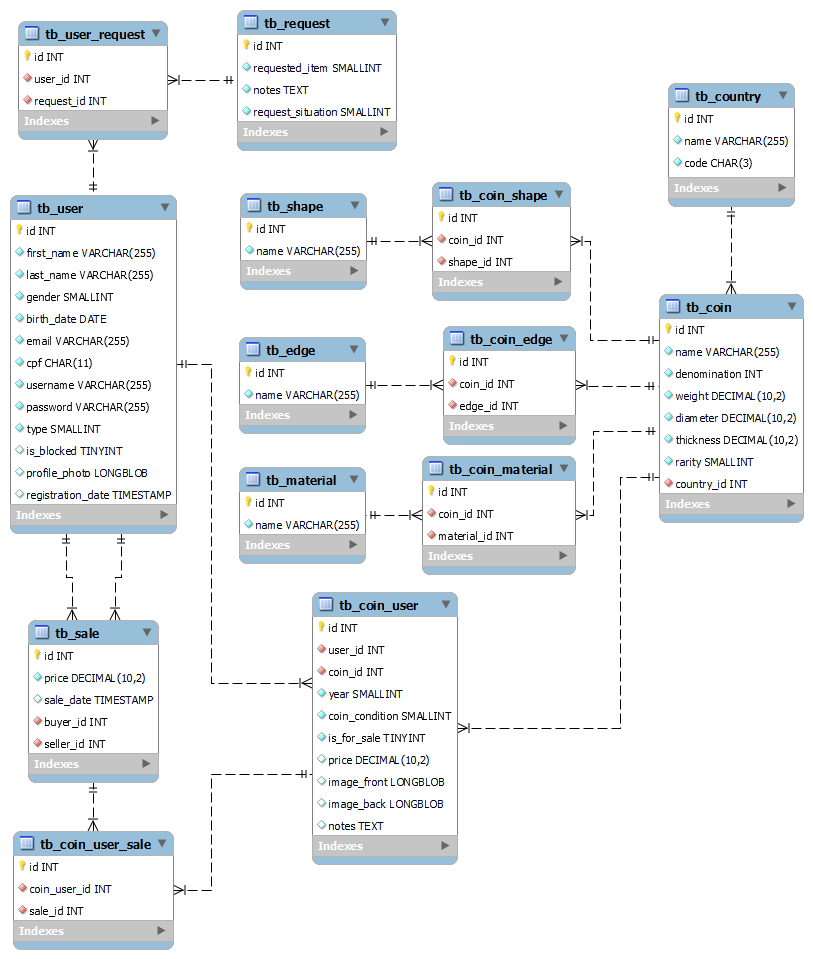 tb_user_request
id INT
user_id INT
request_id INT
Indexes
tb_request
id INT
requested_item SMALLINT
notes TEXT
request_situation SMALLINT
Indexes
tb_country
id INT
name VARCHAR(255)
code CHAR(3)
Indexes
tb_user
id INT
first_name VARCHAR(255)
last_name VARCHAR(255)
gender SMALLINT
birth_date DATE
email VARCHAR(255)
cpf CHAR(11)
username VARCHAR(255)
password VARCHAR(255)
type SMALLINT
is_blocked TINYINT
profile_photo LONGBLOB
registration_date TIMESTAMP
Indexes
tb_shape
id INT
name VARCHAR(255)
Indexes
tb_coin_shape
id INT
coin_id INT
shape_id INT
Indexes
tb_edge
id INT
name VARCHAR(255)
Indexes
tb_coin_edge
id INT
coin_id INT
edge_id INT
Indexes
tb_material
id INT
name VARCHAR(255)
Indexes
tb_coin_material
id INT
coin_id INT
material_id INT
Indexes
tb_coin
id INT
name VARCHAR(255)
denomination INT
weight DECIMAL(10,2)
diameter DECIMAL(10,2)
thickness DECIMAL(10,2)
rarity SMALLINT
country_id INT
Indexes
tb_sale
id INT
price DECIMAL(10,2)
sale_date TIMESTAMP
buyer_id INT
seller_id INT
Indexes
tb_coin_user
id INT
user_id INT
coin_id INT
year SMALLINT
coin_condition SMALLINT
is_for_sale TINYINT
price DECIMAL(10,2)
image_front LONGBLOB
image_back LONGBLOB
notes TEXT
Indexes
tb_coin_user_sale
id INT
coin_user_id INT
sale_id INT
Indexes